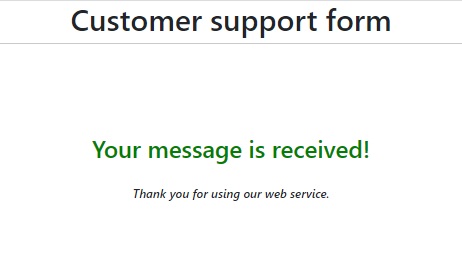 Customer support form
Your message is received!
Thank you for using our web service.